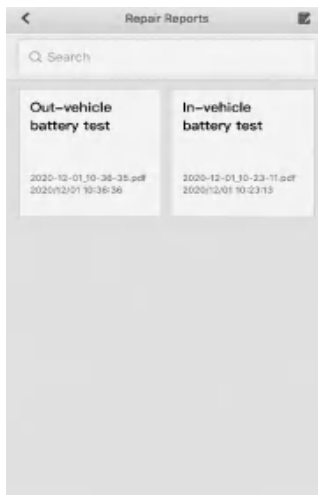 Repair Reports
Search
Out-vehicle
battery test
2020-12-01_10-36-35.pdf
2020/12/01 10:36:36
In-vehicle
battery test
2020-12-01_10-23-11.pdf
2020/12/01 10:23:13